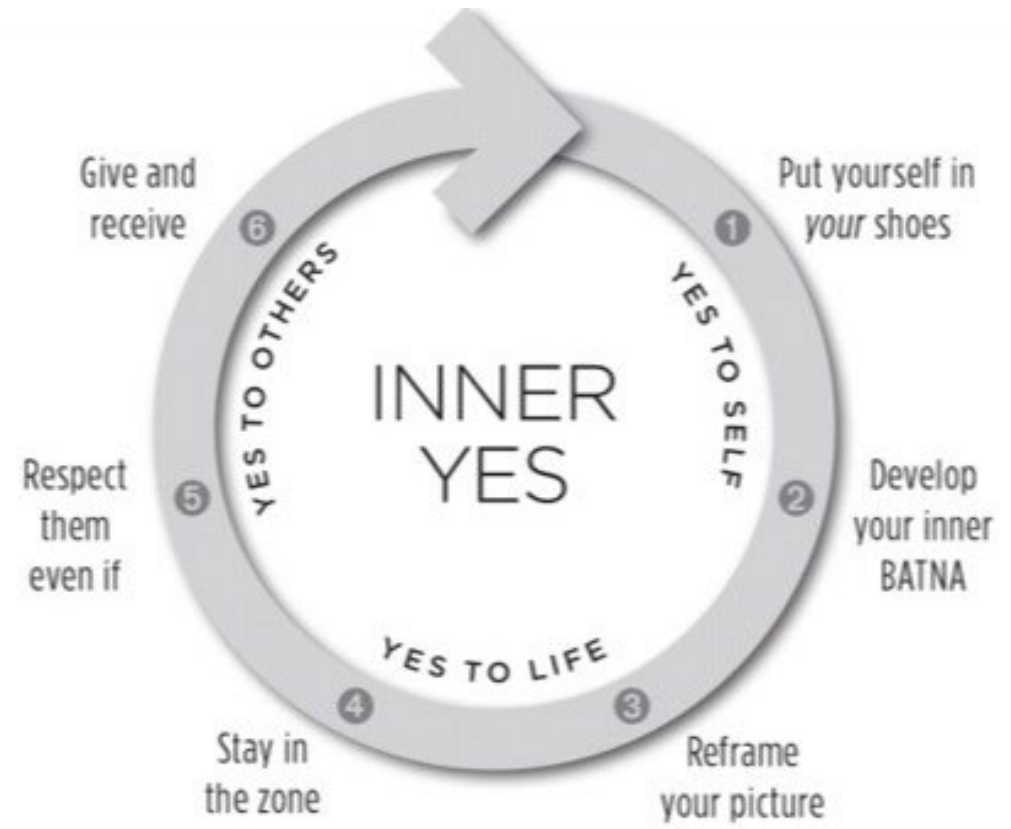 INNER
YES
YES TO SELF
YES TO LIFE
YES TO OTHERS
1
Put yourself in
your shoes
2
Develop
your inner
BATNA
3
Reframe
your picture
4
Stay in
the zone
5
Respect
them
even if
6
Give and
receive